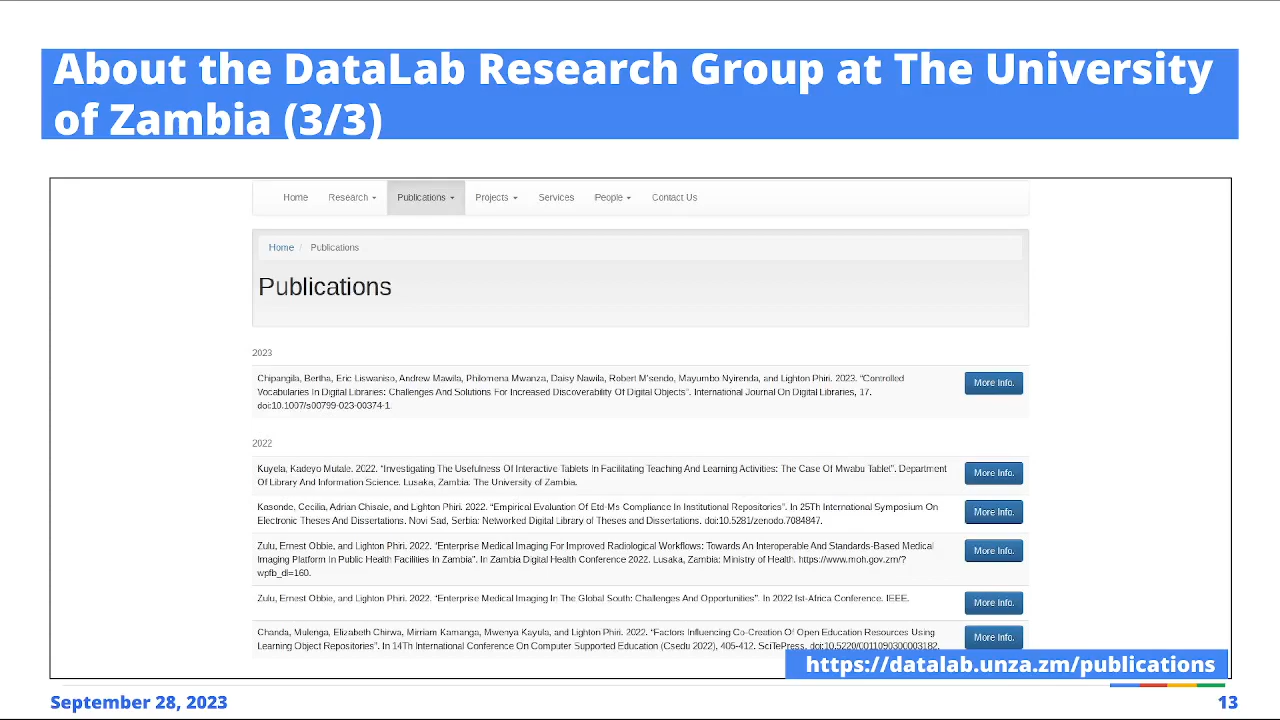 About the DataLab Research Group at The University
of Zambia (3/3)
Home Research Publications Projects Services People Contact Us
Home / Publications
Publications
2023
Chipangila, Bertha, Eric Liswaniso, Andrew Mawila, Philomena Mwanza, Daisy Nawila, Robert M'sendo, Mayumbo Nyirenda, and Lighton Phiri. 2023. “Controlled
Vocabularies In Digital Libraries: Challenges And Solutions For Increased Discoverability Of Digital Objects”. International Journal On Digital Libraries, 17.
doi:10.1007/s00799-023-00374-1.
More Info.
2022
Kuyela, Kadeyo Mutale. 2022. “Investigating The Usefulness Of Interactive Tablets In Facilitating Teaching And Learning Activities: The Case Of Mwabu Tablet”. Department
Of Library And Information Science. Lusaka, Zambia: The University of Zambia.
More Info.
Kasonde, Cecilia, Adrian Chisale, and Lighton Phiri. 2022. “Empirical Evaluation Of Etd-Ms Compliance In Institutional Repositories”. In 25Th International Symposium On
Electronic Theses And Dissertations. Novi Sad, Serbia: Networked Digital Library of Theses and Dissertations. doi:10.5281/zenodo.7084847.
More Info.
Zulu, Ernest Obbie, and Lighton Phiri. 2022. “Enterprise Medical Imaging For Improved Radiological Workflows: Towards An Interoperable And Standards-Based Medical
Imaging Platform In Public Health Facilities In Zambia”. In Zambia Digital Health Conference 2022. Lusaka, Zambia: Ministry of Health. https://www.moh.gov.zm/?
wpfb_dl=160.
More Info.
Zulu, Ernest Obbie, and Lighton Phiri. 2022. “Enterprise Medical Imaging In The Global South: Challenges And Opportunities”. In 2022 Ist-Africa Conference. IEEE.
More Info.
Chanda, Mulenga, Elizabeth Chirwa, Mirriam Kamanga, Mwenya Kayula, and Lighton Phiri. 2022. “Factors Influencing Co-Creation Of Open Education Resources Using
Learning Object Repositories”. In 14Th International Conference On Computer Supported Education (Csedu 2022), 405-412. SciTePress. doi:10.5220/0011090300003182.
More Info.
https://datalab.unza.zm/publications
September 28, 2023
13